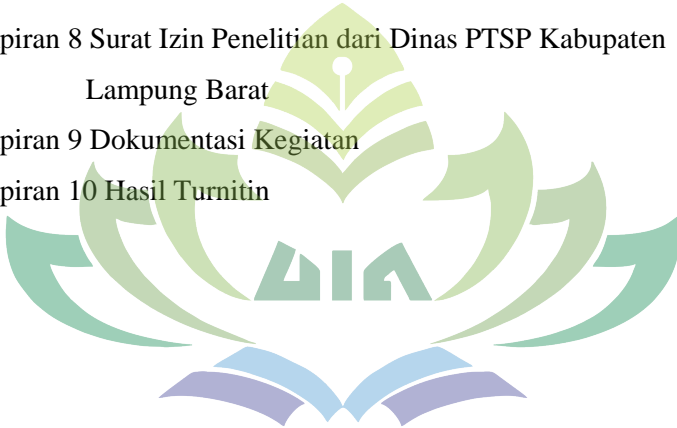 piran 8 Surat Izin Penelitian dari Dinas PTSP Kabupaten
Lampung Barat
piran 9 Dokumentasi Kegiatan
piran 10 Hasil Turnitin
UIN